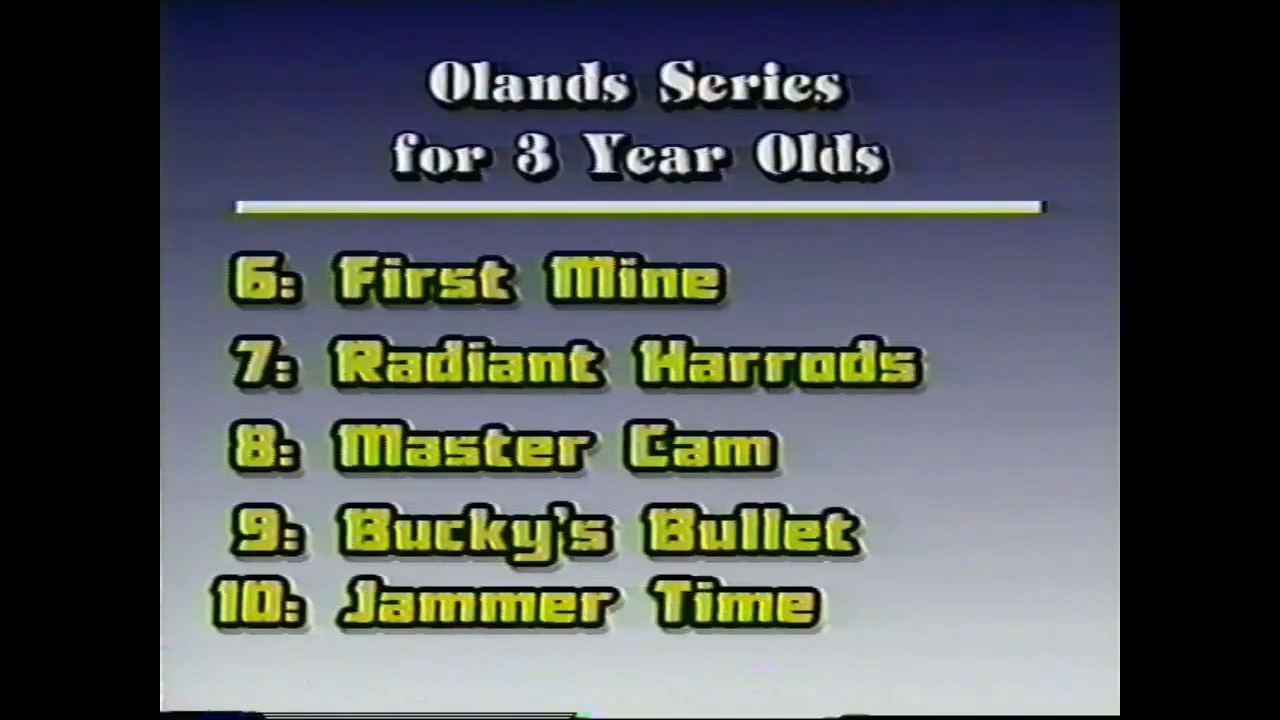 Olands Series
for 3 Year Olds
6: First Mine
7: Radiant Harrods
8: Master Cam
9: Bucky's Bullet
10: Jammer Time